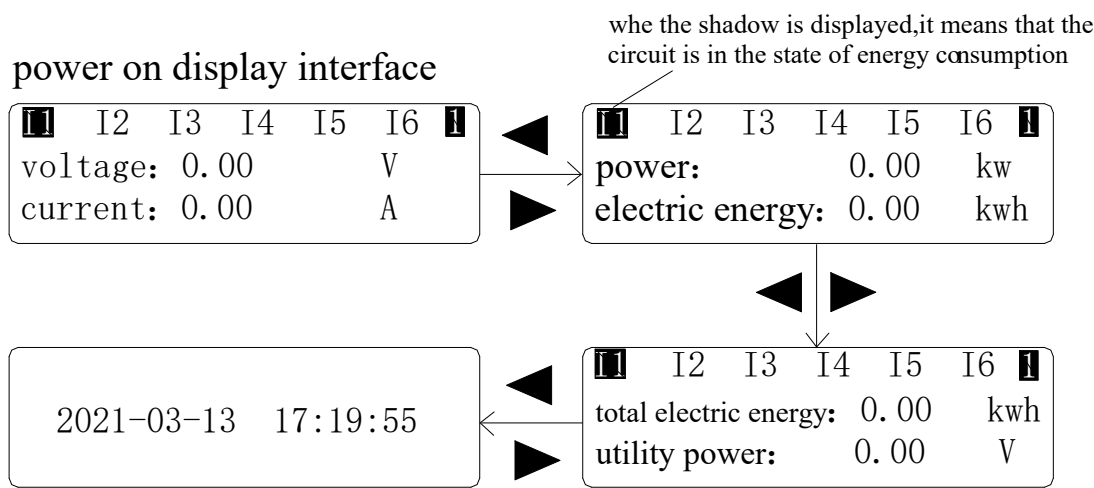 whe the shadow is displayed,it means that the
circuit is in the state of energy consumption
power on display interface
I1 I2 I3 I4 I5 I6 1
voltage: 0.00 V
current: 0.00 A
I1 I2 I3 I4 I5 I6 1
power: 0.00 kw
electric energy: 0.00 kwh
I1 I2 I3 I4 I5 I6 1
total electric energy: 0.00 kwh
utility power: 0.00 V
2021-03-13 17:19:55